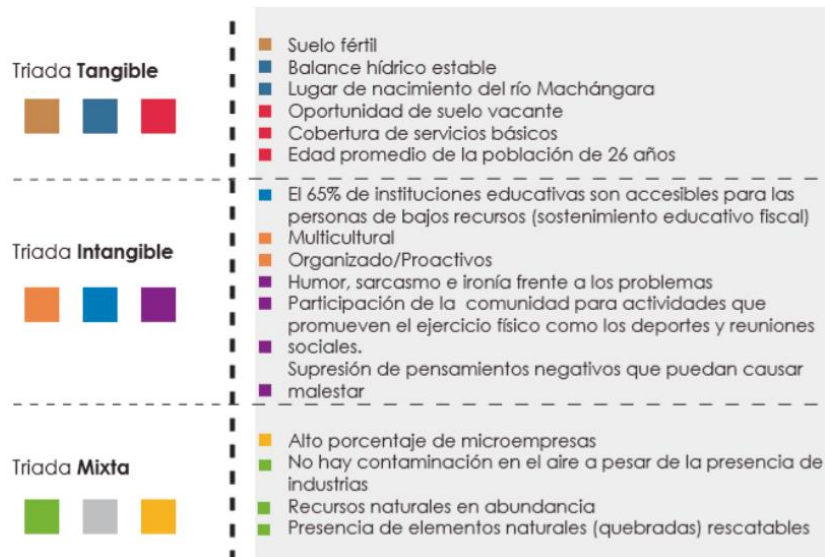 Triada Tangible
Suelo fértil
Balance hídrico estable
Lugar de nacimiento del río Machángara
Oportunidad de suelo vacante
Cobertura de servicios básicos
Edad promedio de la población de 26 años
Triada Intangible
El 65% de instituciones educativas son accesibles para las
personas de bajos recursos (sostenimiento educativo fiscal)
Multicultural
Organizado/Proactivos
Humor, sarcasmo e ironía frente a los problemas
Participación de la comunidad para actividades que
promueven el ejercicio físico como los deportes y reuniones
sociales.
Supresión de pensamientos negativos que puedan causar
malestar
Triada Mixta
Alto porcentaje de microempresas
No hay contaminación en el aire a pesar de la presencia de
industrias
Recursos naturales en abundancia
Presencia de elementos naturales (quebradas) rescatables